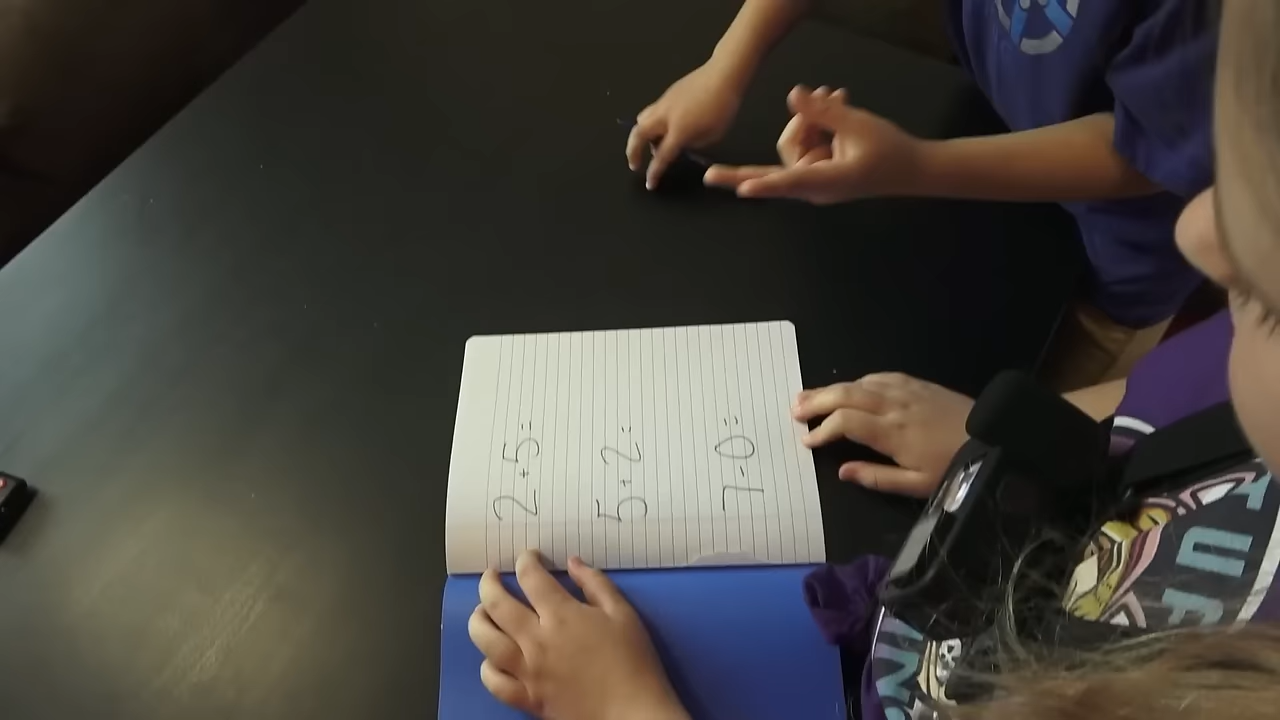 2+5=
5+2=
7-0=